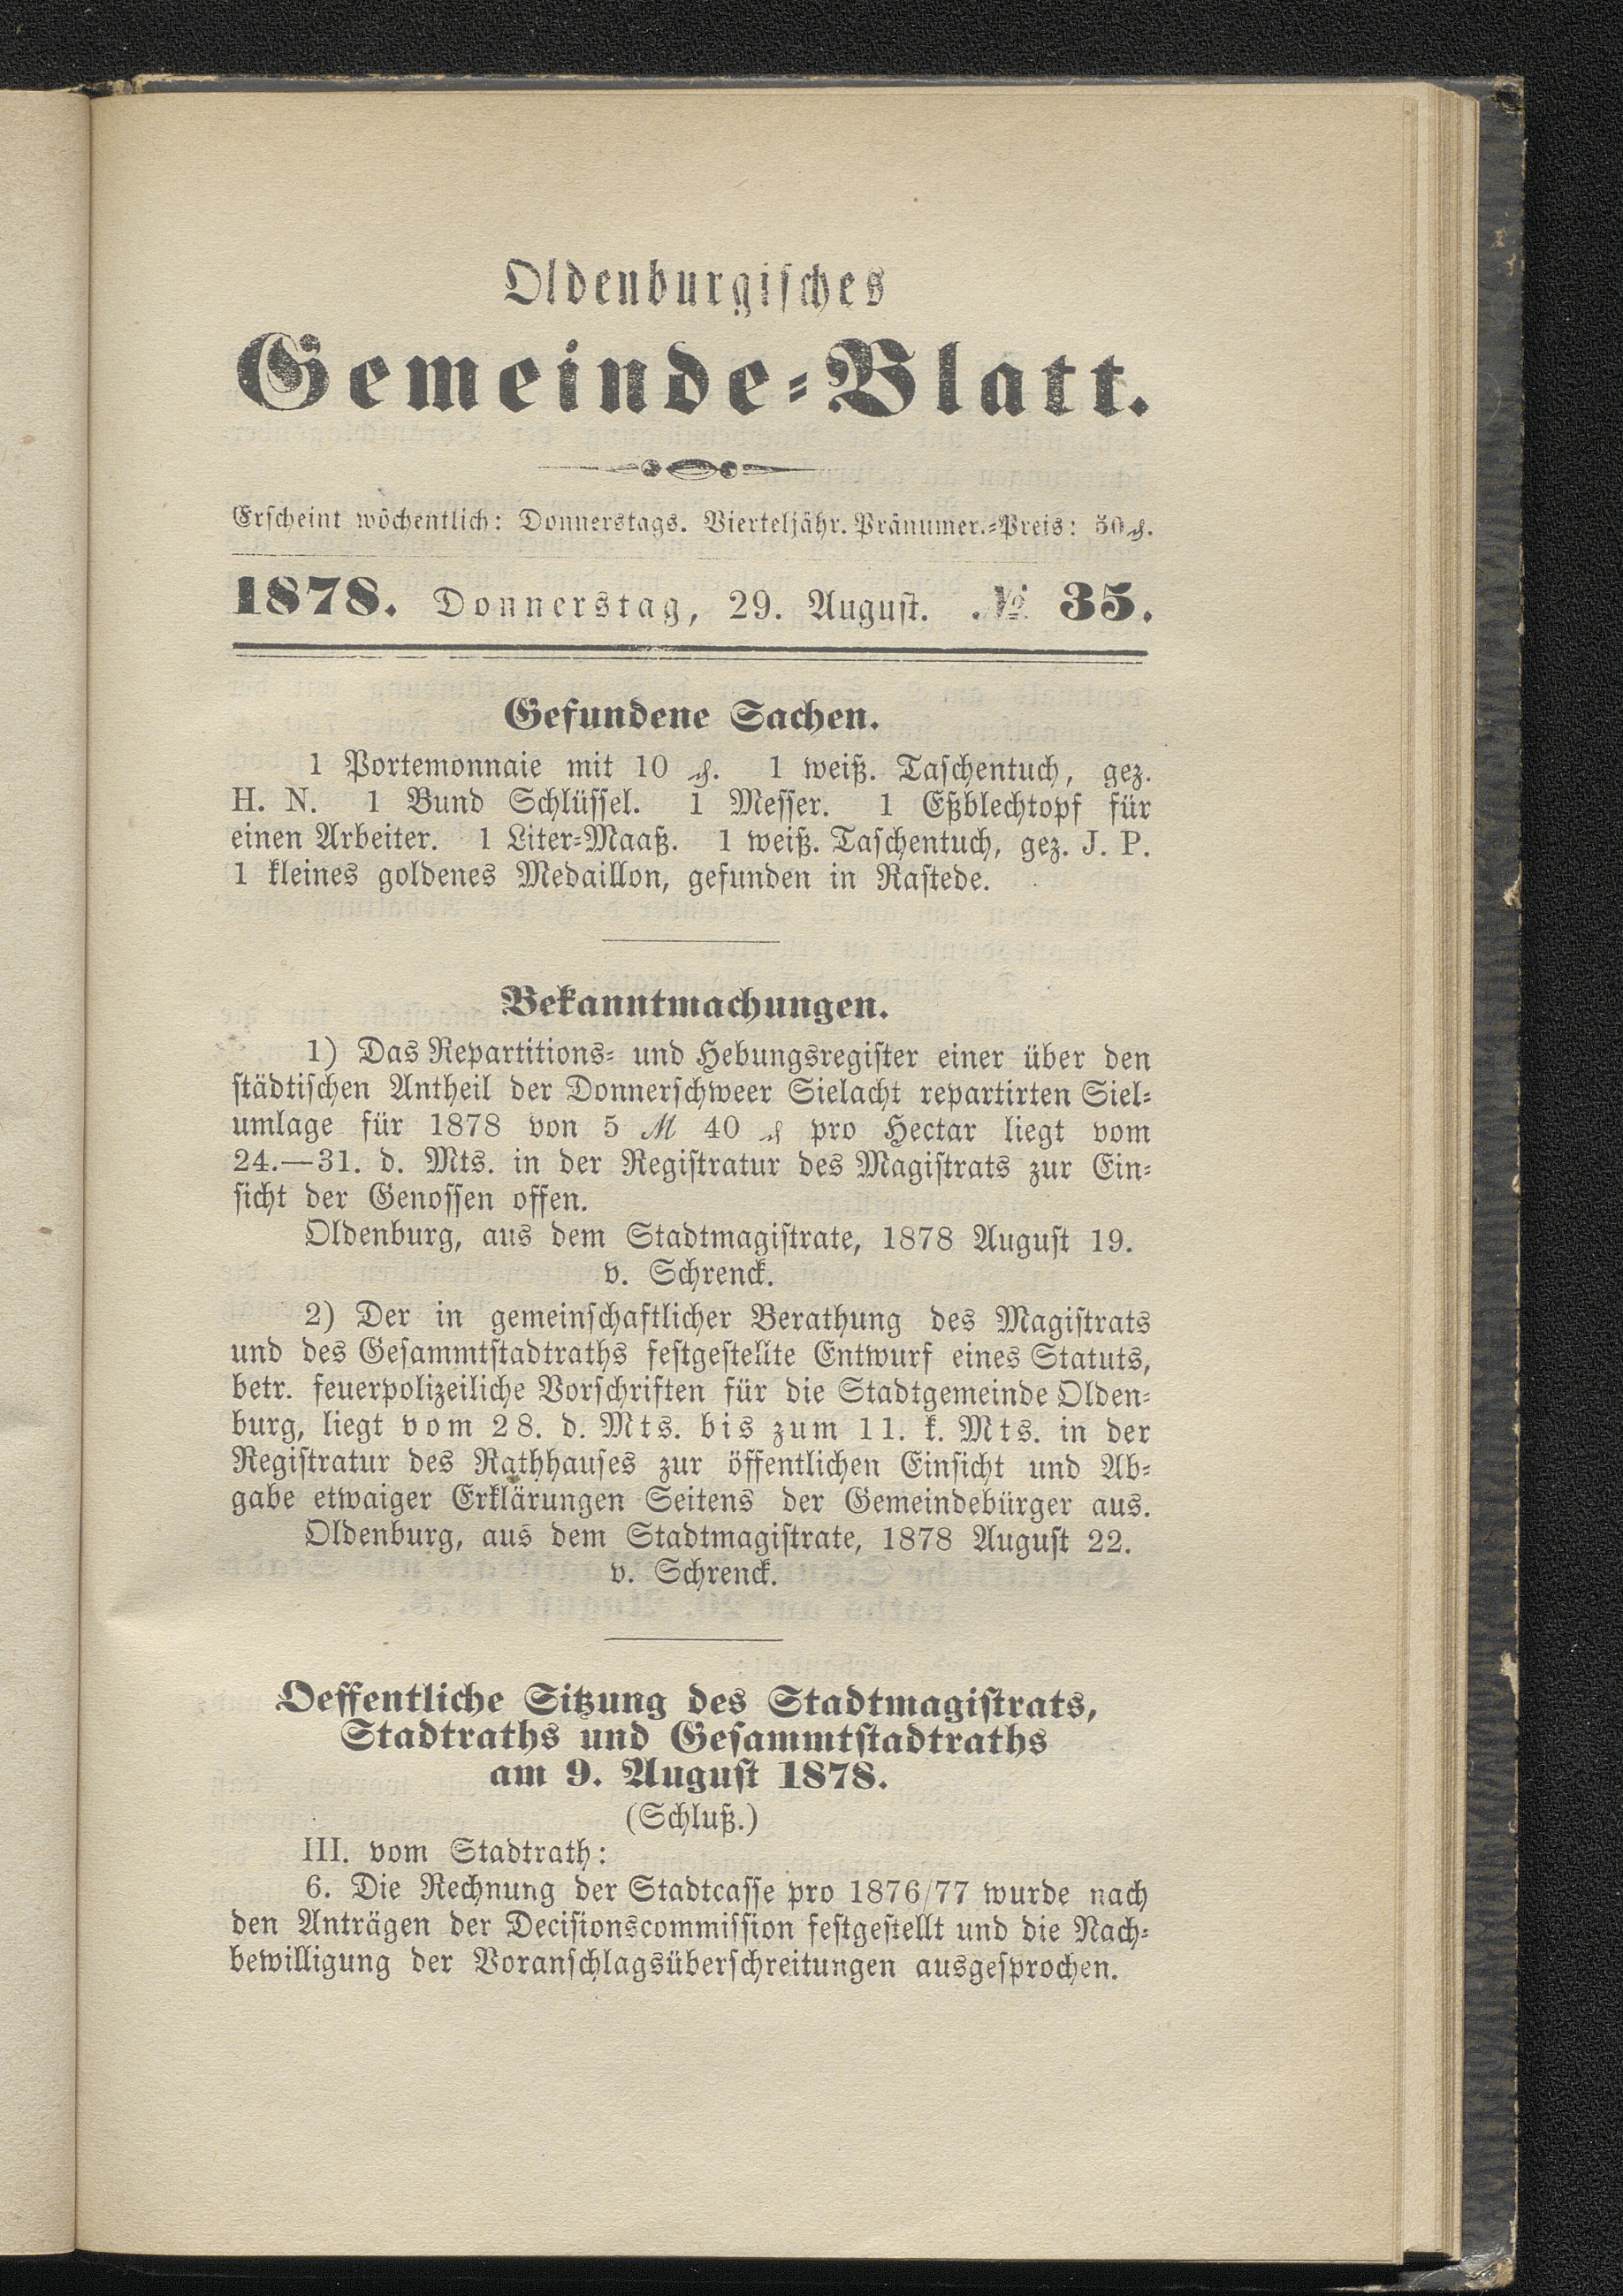 Oldenburgisches
Gemeinde-Blatt.
Erscheint wöchentlich: Donnerstags. Vierteljähr. Pränumer.-Preis: 50 ₰.
1878. Donnerstag, 29. August. № 35.
Gefundene Sachen.
1 Portemonnaie mit 10 ₰. 1 weiß. Taschentuch, gez.
H. N. 1 Bund Schlüssel. 1 Messer. 1 Eßblechtopf für
einen Arbeiter. 1 Liter-Maaß. 1 weiß. Taschentuch, gez. J. P.
1 kleines goldenes Medaillon, gefunden in Rastede.
Bekanntmachungen.
1) Das Repartitions- und Hebungsregister einer über den
städtischen Antheil der Donnerschweer Sielacht repartirten Siel-
umlage für 1878 von 5 ℳ 40 ₰ pro Hectar liegt vom
24.—31. d. Mts. in der Registratur des Magistrats zur Ein-
sicht der Genossen offen.
Oldenburg, aus dem Stadtmagistrate, 1878 August 19.
v. Schrenck.
2) Der in gemeinschaftlicher Berathung des Magistrats
und des Gesammtstadtraths festgestellte Entwurf eines Statuts,
betr. feuerpolizeiliche Vorschriften für die Stadtgemeinde Olden-
burg, liegt vom 28. d. Mts. bis zum 11. k. Mts. in der
Registratur des Rathhauses zur öffentlichen Einsicht und Ab-
gabe etwaiger Erklärungen Seitens der Gemeindebürger aus.
Oldenburg, aus dem Stadtmagistrate, 1878 August 22.
v. Schrenck.
Oeffentliche Sitzung des Stadtmagistrats,
Stadtraths und Gesammtstadtraths
am 9. August 1878.
(Schluß.)
III. vom Stadtrath:
6. Die Rechnung der Stadtcasse pro 1876/77 wurde nach
den Anträgen der Decisionscommission festgestellt und die Nach-
bewilligung der Voranschlagsüberschreitungen ausgesprochen.